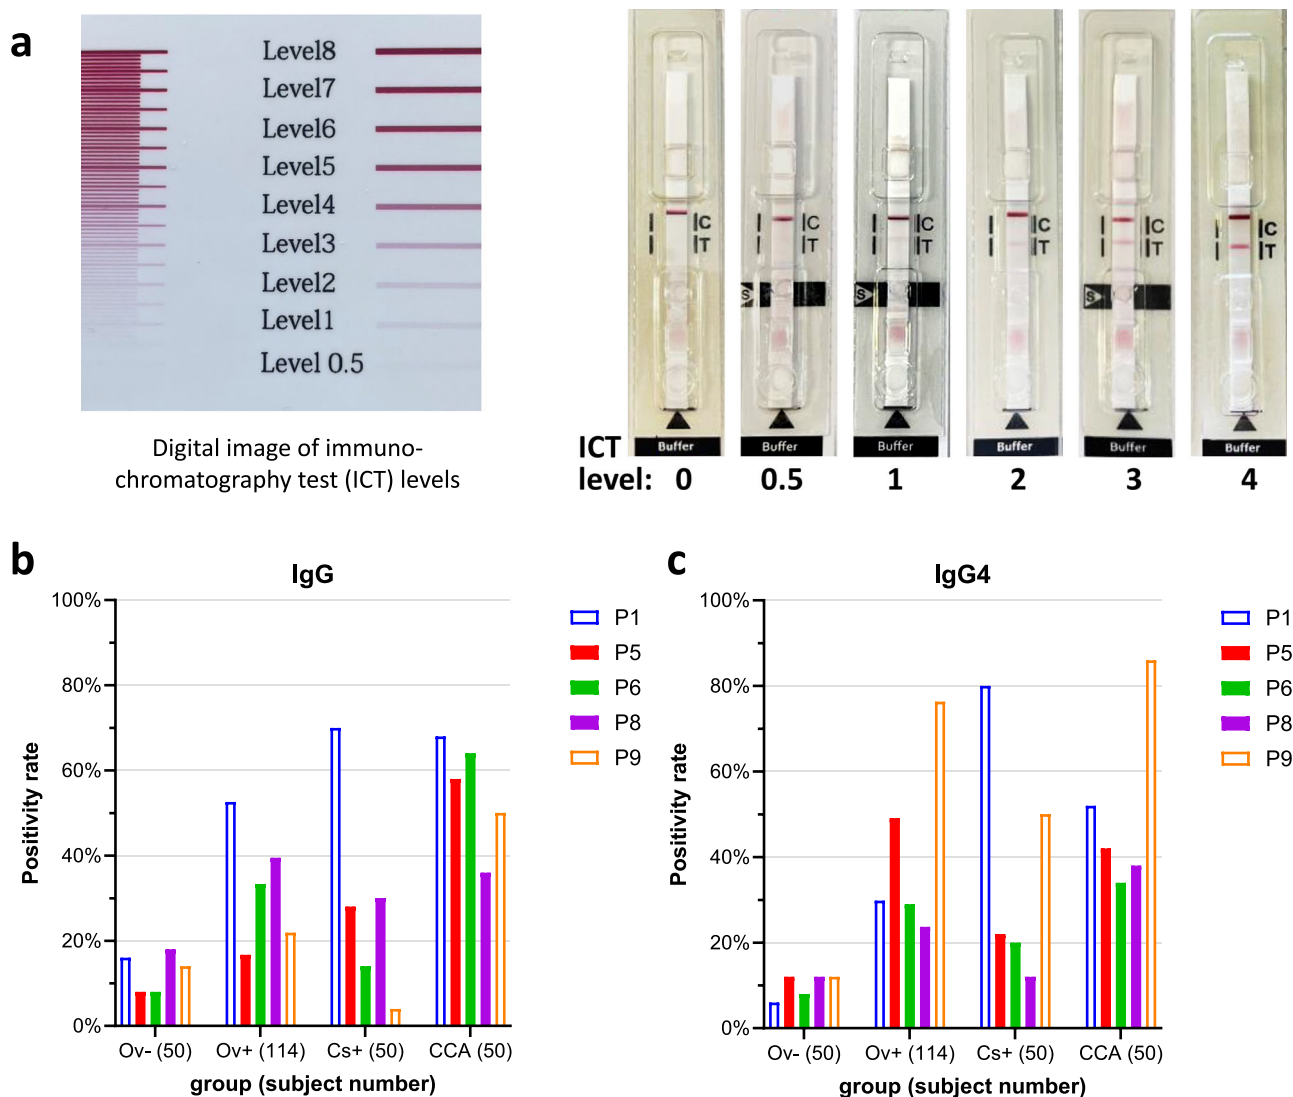 a
Level8
Level7
Level6
Level5
Level4
Level3
Level2
Level1
Level 0.5
Digital image of immuno-
chromatography test (ICT) levels
C
T
C
T
C
T
C
T
C
T
S
S
S
Buffer
Buffer
Buffer
Buffer
Buffer
Buffer
ICT
level: 0 0.5 1 2 3 4
b
IgG
100%
80%
60%
40%
20%
0%
Positivity rate
Ov- (50) Ov+ (114) Cs+ (50) CCA (50)
group (subject number)
P1
P5
P6
P8
P9
c
IgG4
100%
80%
60%
40%
20%
0%
Positivity rate
Ov- (50) Ov+ (114) Cs+ (50) CCA (50)
group (subject number)
P1
P5
P6
P8
P9